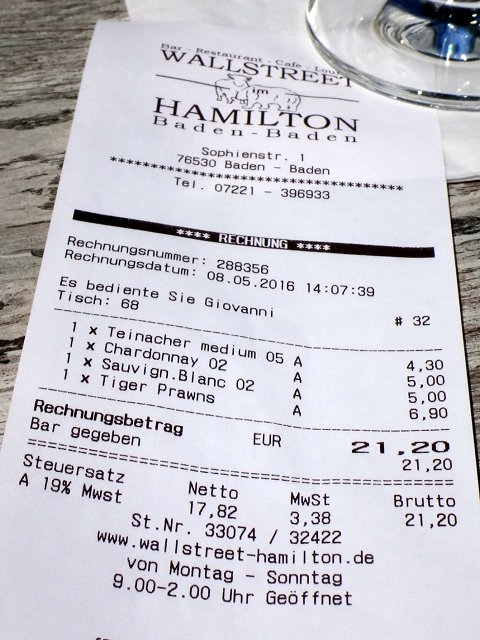 Bar - Restaurant - Cafe - Lounge
WALLSTREET
im
HAMILTON
Baden-Baden
Sophienstr. 1
76530 Baden - Baden
***********************************
Tel. 07221 - 396933
**** RECHNUNG ****
Rechnungsnummer: 288356
Rechnungsdatum: 08.05.2016 14:07:39
Es bediente Sie Giovanni # 32
Tisch: 68
1 x Teinacher medium 05 A 4,30
1 x Chardonnay 02 A 5,00
1 x Sauvign.Blanc 02 A 5,00
1 x Tiger Prawns A 6,90
Rechnungsbetrag EUR 21,20
Bar gegeben 21,20
Steuersatz Netto MwSt Brutto
A 19% Mwst 17,82 3,38 21,20
St.Nr. 33074 / 32422
www.wallstreet-hamilton.de
von Montag - Sonntag
9.00-2.00 Uhr Geöffnet